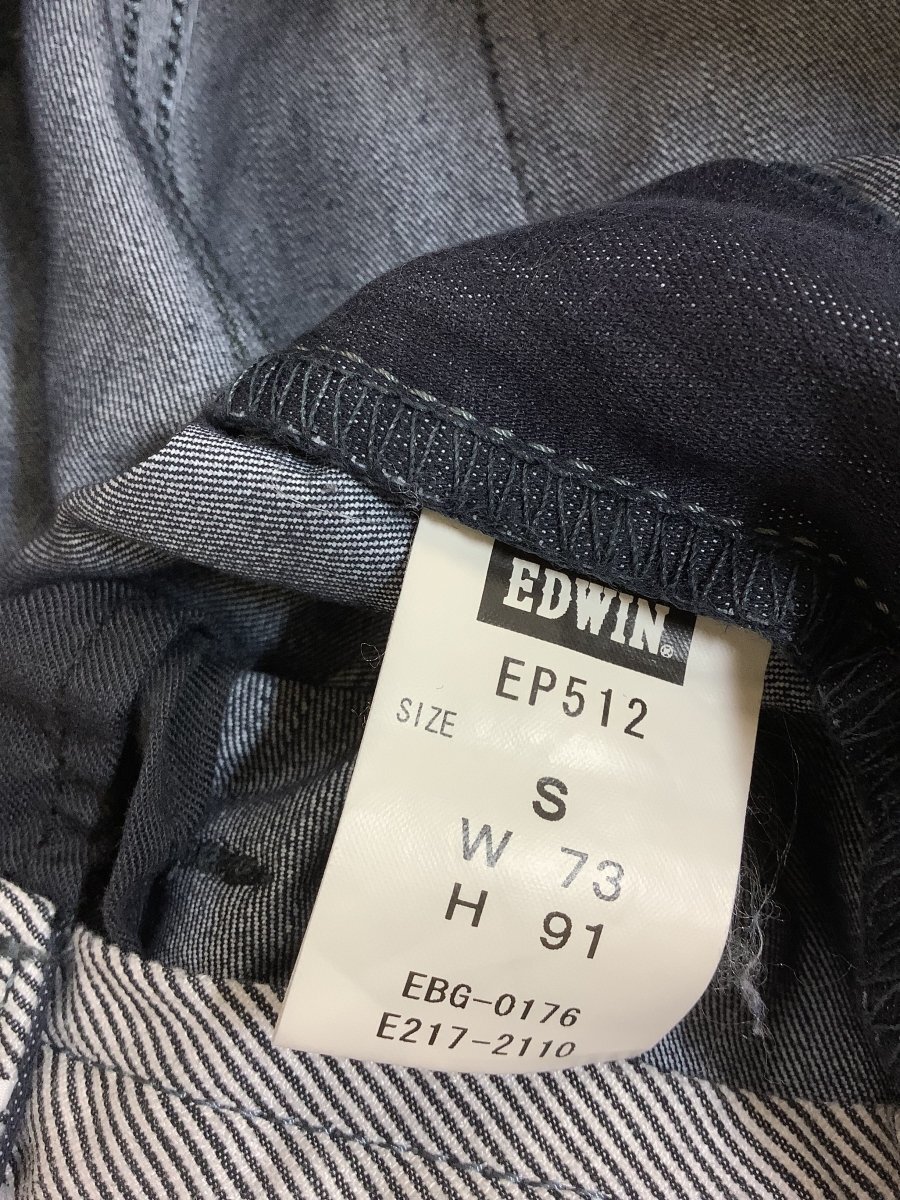 EDWIN®
EP512
SIZE
S
W 73
H 91
EBG-0176
E217-2110